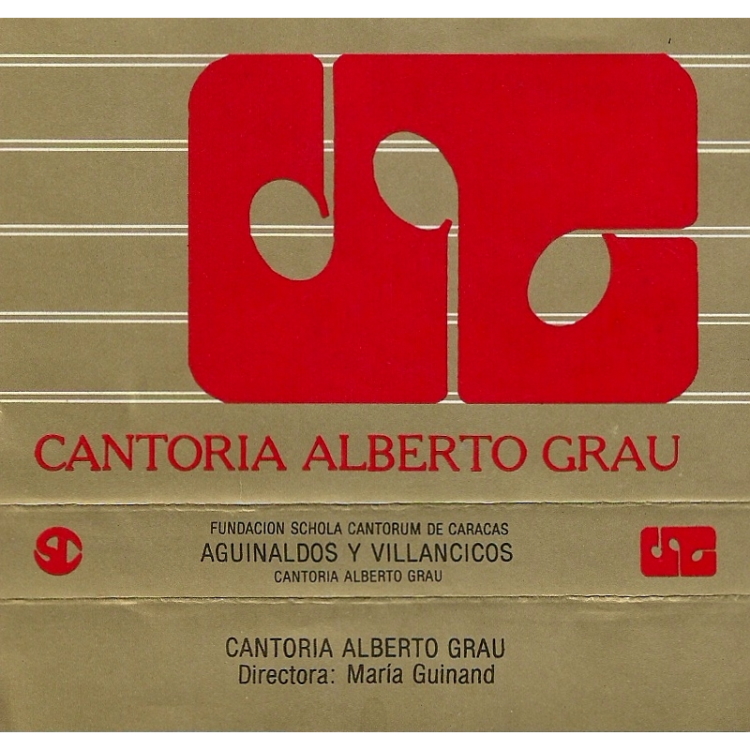 CANTORIA ALBERTO GRAU
FUNDACION SCHOLA CANTORUM DE CARACAS
AGUINALDOS Y VILLANCICOS
CANTORIA ALBERTO GRAU
CANTORIA ALBERTO GRAU
Directora: María Guinand